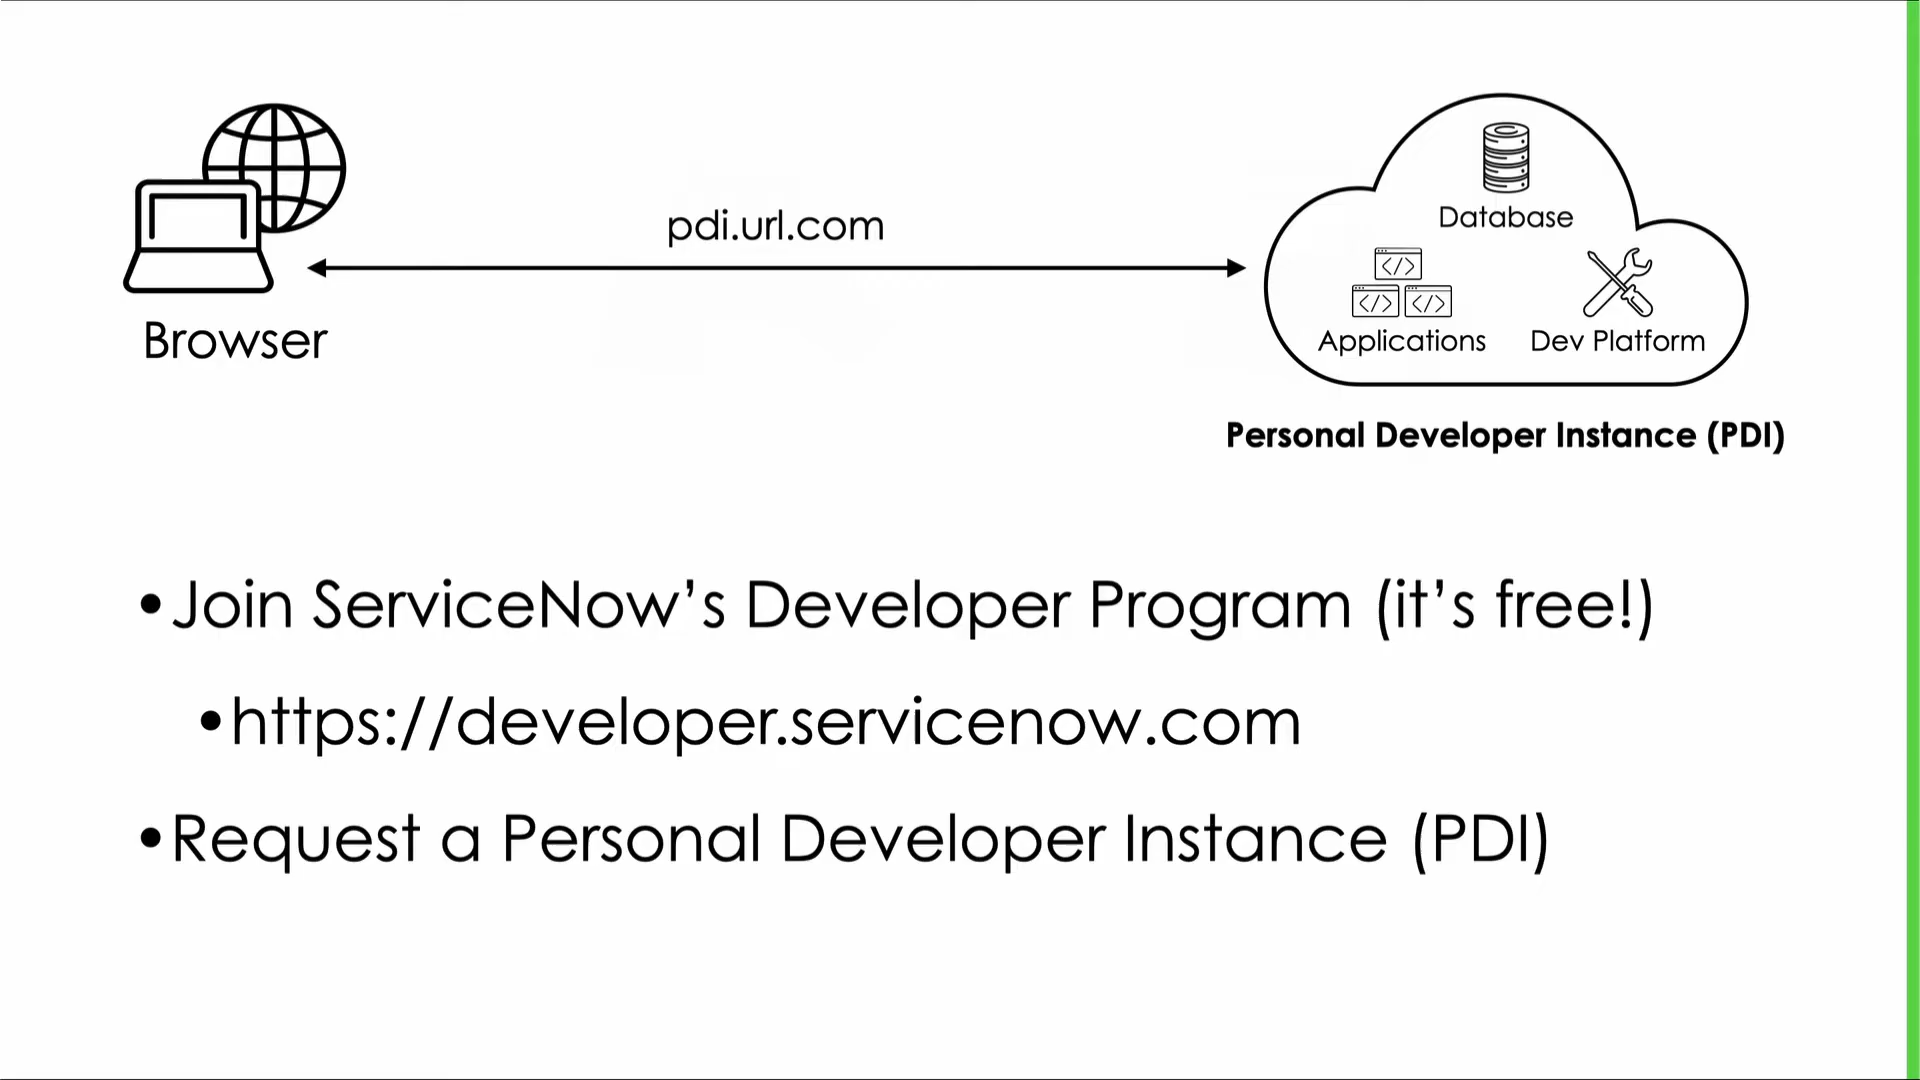 pdi.url.com
Browser
Database
</>
</> </>
Applications
Dev Platform
Personal Developer Instance (PDI)
•Join ServiceNow’s Developer Program (it’s free!)
•https://developer.servicenow.com
•Request a Personal Developer Instance (PDI)